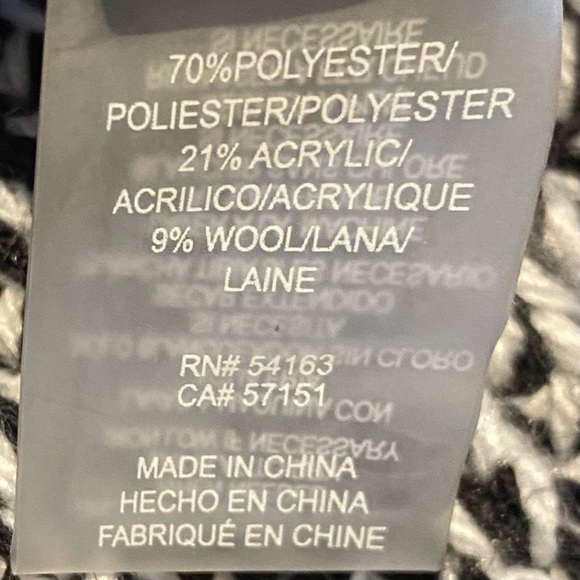 70%POLYESTER/
POLIESTER/POLYESTER
21% ACRYLIC/
ACRILICO/ACRYLIQUE
9% WOOL/LANA/
LAINE
RN# 54163
CA# 57151
MADE IN CHINA
HECHO EN CHINA
FABRIQUÉ EN CHINE